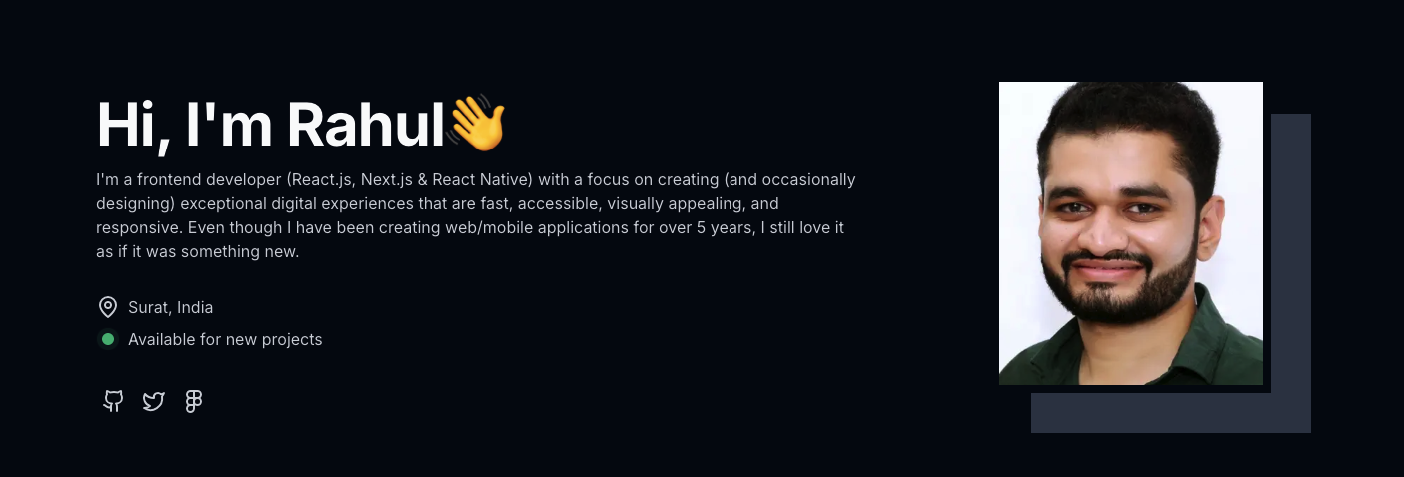 Hi, I'm Rahul👋
I'm a frontend developer (React.js, Next.js & React Native) with a focus on creating (and occasionally
designing) exceptional digital experiences that are fast, accessible, visually appealing, and
responsive. Even though I have been creating web/mobile applications for over 5 years, I still love it
as if it was something new.
Surat, India
Available for new projects